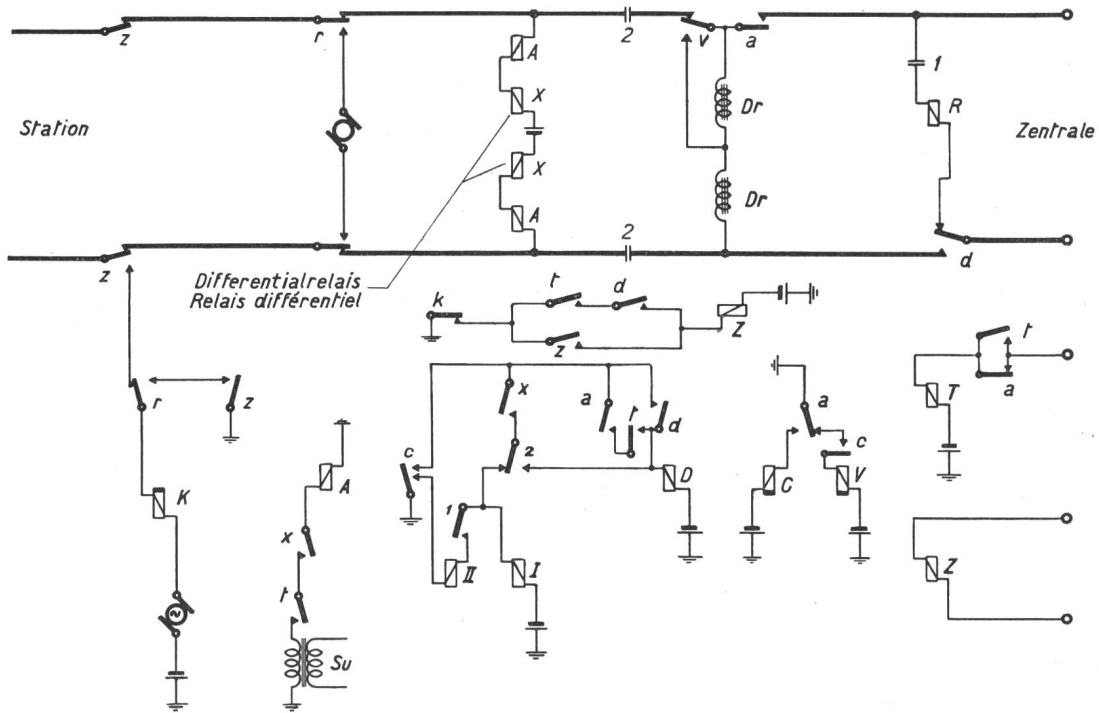 z r 2 v a
A
X
Dr
1
R
Station
Zentrale
X
A
Dr
z
2
d
Differentialrelais
Relais différentiel
k t d
Z
z
t
a
T
r z
x
a t d
a
c
2
c
D
C V
K
A
1
II I
x
Z
t
~
Su